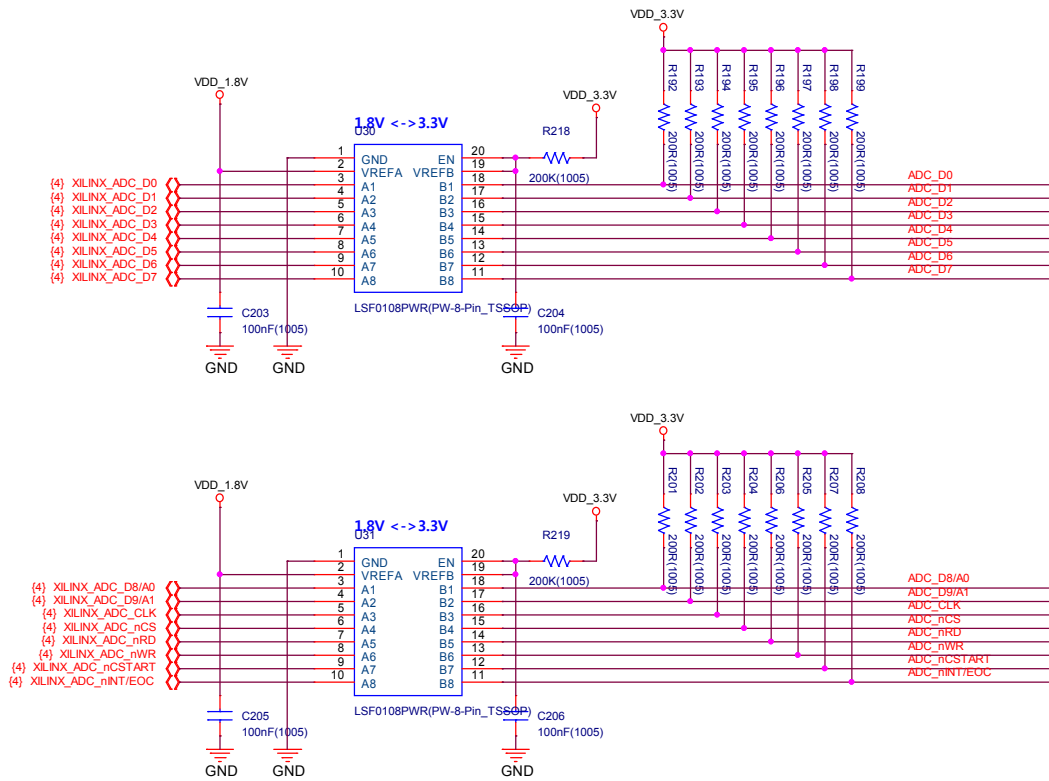 VDD_3.3V
R192
R193
R194
R195
R196
R197
R198
R199
200R(1005)
200R(1005)
200R(1005)
200R(1005)
200R(1005)
200R(1005)
200R(1005)
200R(1005)
VDD_1.8V
VDD_3.3V
1.8V <->3.3V
U30
R218
200K(1005)
1 GND EN 20
2 VREFA VREFB 19
{4} XILINX_ADC_D0 3 A1 B1 18 ADC_D0
{4} XILINX_ADC_D1 4 A2 B2 17 ADC_D1
{4} XILINX_ADC_D2 5 A3 B3 16 ADC_D2
{4} XILINX_ADC_D3 6 A4 B4 15 ADC_D3
{4} XILINX_ADC_D4 7 A5 B5 14 ADC_D4
{4} XILINX_ADC_D5 8 A6 B6 13 ADC_D5
{4} XILINX_ADC_D6 9 A7 B7 12 ADC_D6
{4} XILINX_ADC_D7 10 A8 B8 11 ADC_D7
LSF0108PWR(PW-8-Pin_TSSOP)
C203
100nF(1005)
C204
100nF(1005)
GND
GND
GND
VDD_3.3V
R201
R202
R203
R204
R206
R205
R207
R208
200R(1005)
200R(1005)
200R(1005)
200R(1005)
200R(1005)
200R(1005)
200R(1005)
200R(1005)
VDD_1.8V
VDD_3.3V
1.8V <->3.3V
U31
R219
200K(1005)
1 GND EN 20
2 VREFA VREFB 19
{4} XILINX_ADC_D8/A0 3 A1 B1 18 ADC_D8/A0
{4} XILINX_ADC_D9/A1 4 A2 B2 17 ADC_D9/A1
{4} XILINX_ADC_CLK 5 A3 B3 16 ADC_CLK
{4} XILINX_ADC_nCS 6 A4 B4 15 ADC_nCS
{4} XILINX_ADC_nRD 7 A5 B5 14 ADC_nRD
{4} XILINX_ADC_nWR 8 A6 B6 13 ADC_nWR
{4} XILINX_ADC_nCSTART 9 A7 B7 12 ADC_nCSTART
{4} XILINX_ADC_nINT/EOC 10 A8 B8 11 ADC_nINT/EOC
LSF0108PWR(PW-8-Pin_TSSOP)
C205
100nF(1005)
C206
100nF(1005)
GND
GND
GND